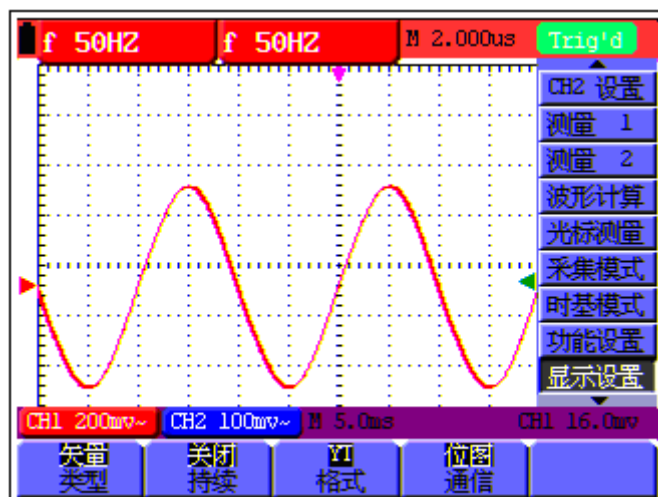 f 50HZ
f 50HZ
M 2.000us
Trig'd
CH2 设置
测量 1
测量 2
波形计算
光标测量
采集模式
时基模式
功能设置
显示设置
CH1 200mv~
CH2 100mv~
M 5.0ms
CH1 16.0mv
矢量
类型
关闭
持续
YT
格式
位图
通信